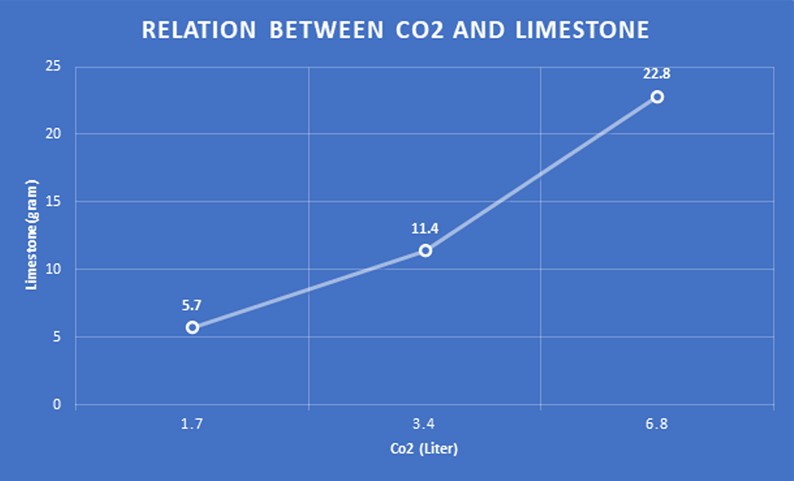 RELATION BETWEEN CO2 AND LIMESTONE
25
20
15
10
5
0
Limestone(gram)
5.7
11.4
22.8
1.7 3.4 6.8
Co2 (Liter)